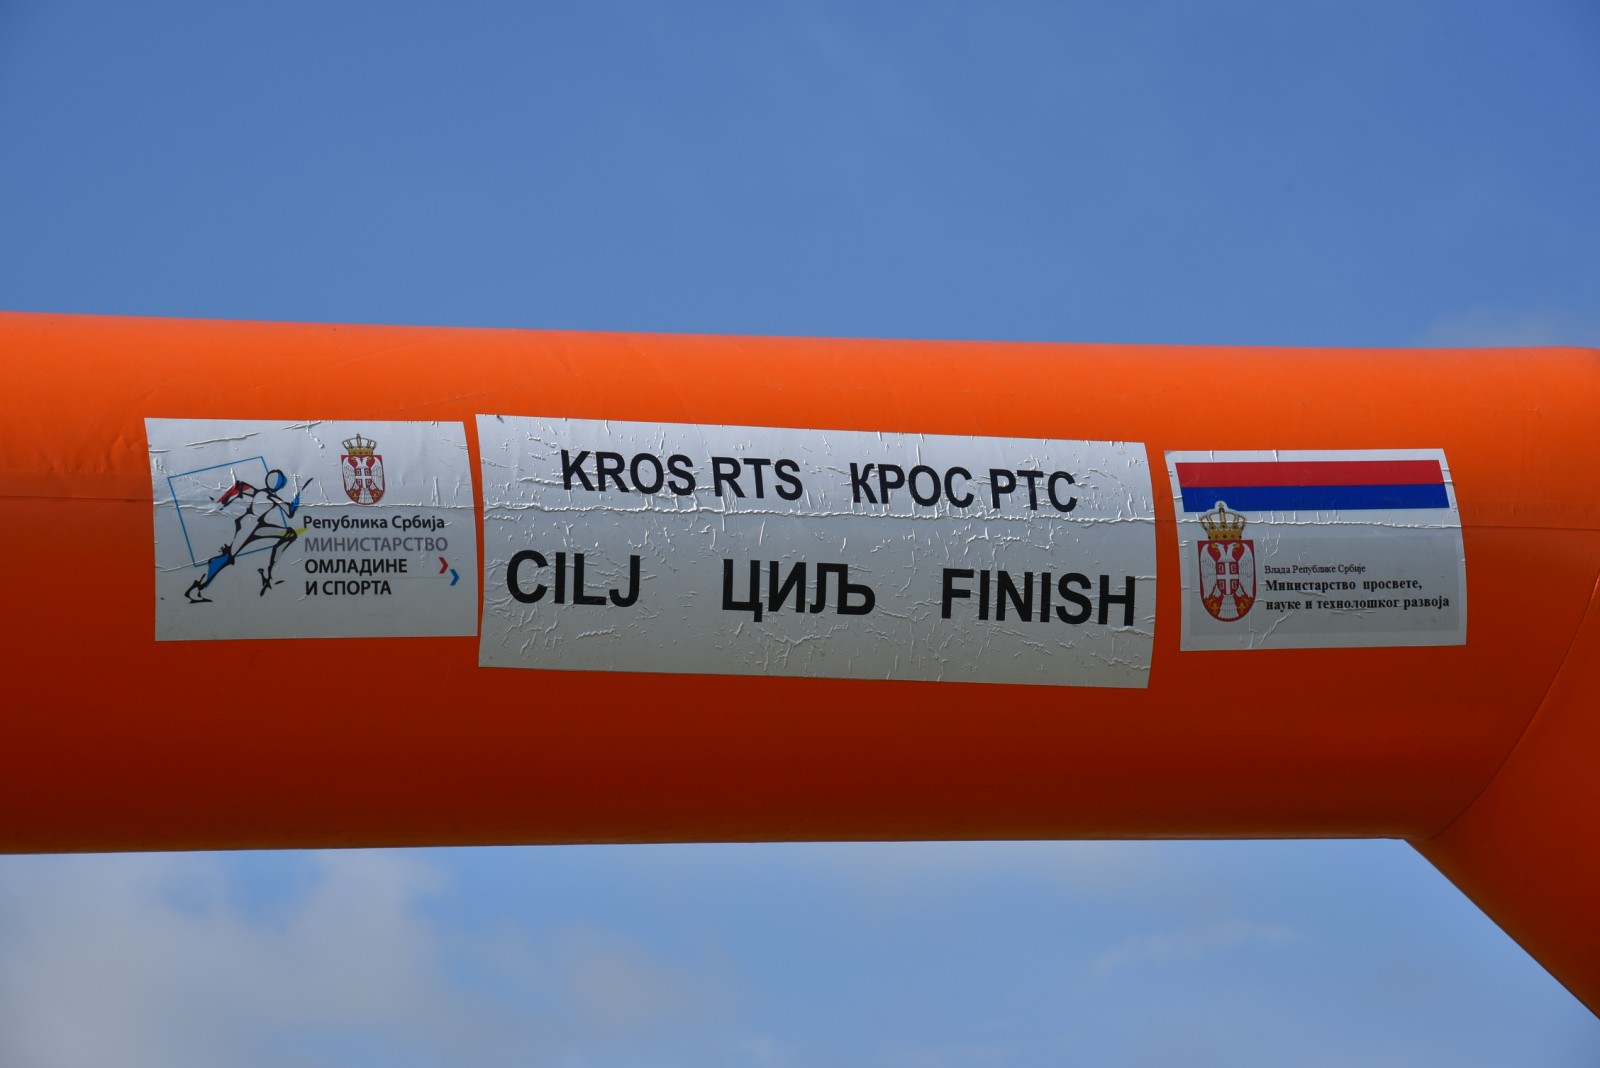 Република Србија
МИНИСТАРСТВО
ОМЛАДИНЕ
И СПОРТА
KROS RTS КРОС РТС
CILJ ЦИЉ FINISH
Влада Републике Србије
Министарство просвете,
науке и технолошког развоја